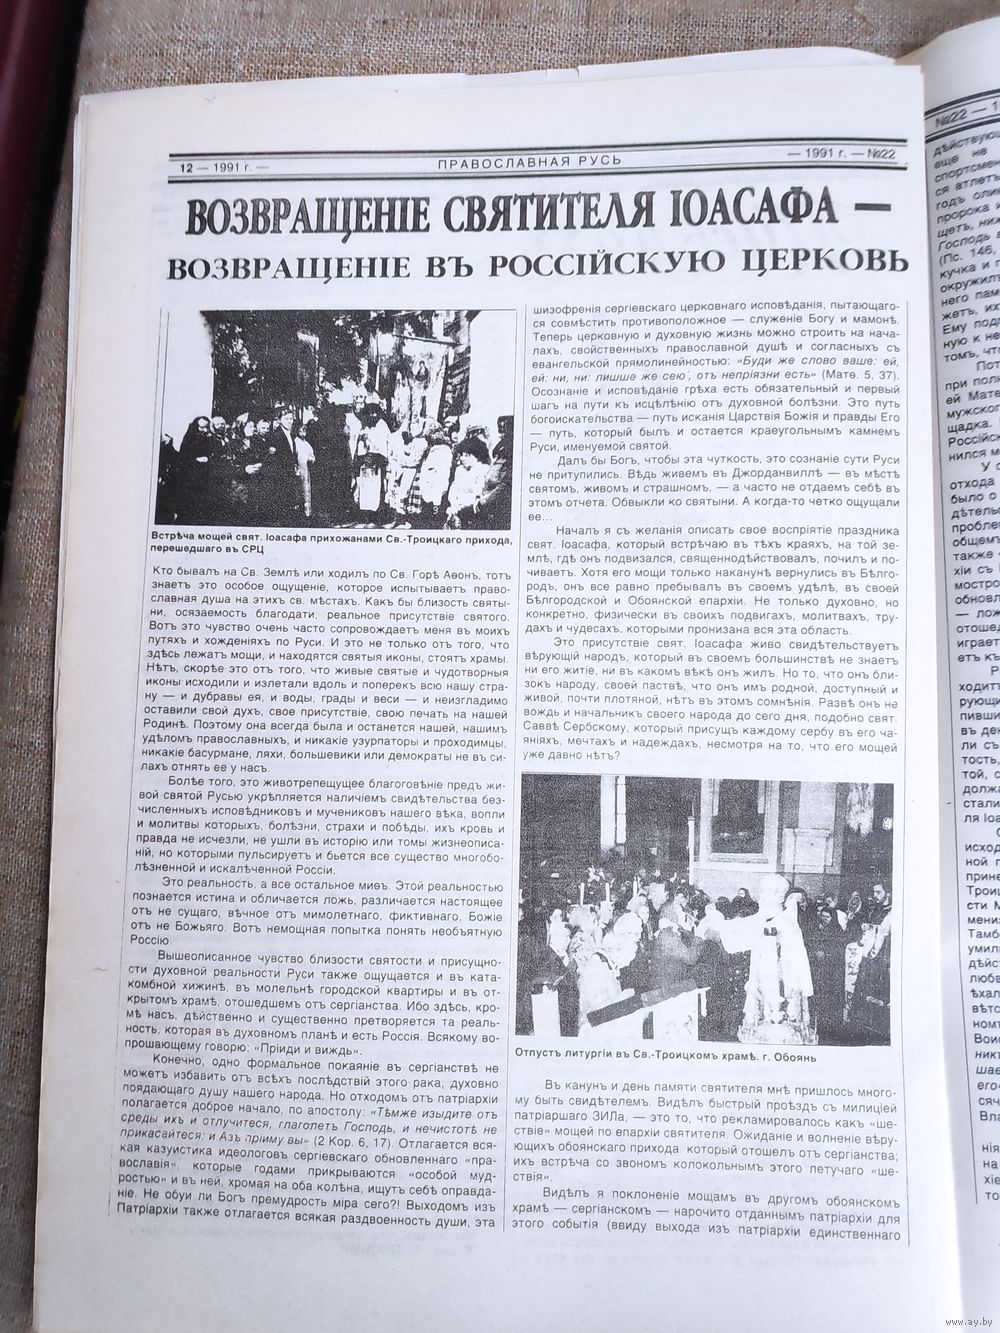 12 — 1991 г. —
ПРАВОСЛАВНАЯ РУСЬ
— 1991 г. — №22
ВОЗВРАЩЕНІЕ СВЯТИТЕЛЯ ІОАСАФА —
ВОЗВРАЩЕНІЕ ВЪ РОССІЙСКУЮ ЦЕРКОВЬ
Встрѣча мощей свят. Іоасафа прихожанами Св.-Троицкаго прихода,
перешедшаго въ СРЦ
Кто бывалъ на Св. Землѣ или ходилъ по Св. Горѣ Аѳонъ, тотъ
знаетъ это особое ощущеніе, которое испытываетъ право-
славная душа на этихъ св. мѣстахъ. Какъ бы близость святы-
ни, осязаемость благодати, реальное присутствіе святого.
Вотъ это чувство очень часто сопровождаетъ меня въ моихъ
путяхъ и хожденіяхъ по Руси. И это не только отъ того, что
здѣсь лежатъ мощи, и находятся святыя иконы, стоятъ храмы.
Нѣтъ, скорѣе это отъ того, что живые святые и чудотворныя
иконы исходили и излетали вдоль и поперекъ всю нашу стра-
ну — и дубравы ея, и воды, грады и веси — и неизгладимо
оставили свой духъ, свое присутствіе, свою печать на нашей
Родинѣ. Поэтому она всегда была и останется нашей, нашимъ
удѣломъ православныхъ, и никакіе узурпаторы и проходимцы,
никакіе басурмане, ляхи, большевики или демократы не въ си-
лахъ отнять ее у насъ.
Болѣе того, это животрепещущее благоговѣніе предъ жи-
вой святой Русью укрѣпляется наличіемъ свидѣтельства без-
численныхъ исповѣдниковъ и мучениковъ нашего вѣка, вопли
и молитвы которыхъ, болѣзни, страхи и побѣды, ихъ кровь и
правда не исчезли, не ушли въ исторію или томы жизнеописа-
ній, но которыми пульсируетъ и бьется все существо многобо-
лѣзненной и искалѣченной Россіи.
Это реальность, а все остальное миѳъ. Этой реальностью
познается истина и обличается ложь, различается настоящее
отъ не сущаго, вѣчное отъ мимолетнаго, фиктивнаго, Божіе
отъ не Божьяго. Вотъ немощная попытка понять необъятную
Россію.
Вышеописанное чувство близости святости и присущно-
сти духовной реальности Руси также ощущается и въ ката-
комбной хижинѣ, въ молельнѣ городской квартиры и въ от-
крытомъ храмѣ, отошедшемъ отъ сергіанства. Ибо здѣсь, кро-
мѣ насъ, дѣйственно и существенно претворяется та реаль-
ность, которая въ духовномъ планѣ и есть Россія. Всякому во-
прошающему говорю: «Пріиди и виждь».
Конечно, одно формальное покаяніе въ сергіанствѣ не
можетъ избавить отъ всѣхъ послѣдствій этого рака, духовно
поядающаго душу нашего народа. Но отходомъ отъ патріархіи
полагается доброе начало, по апостолу: «Тѣмже изыдите отъ
среды ихъ и отлучитеся, глаголетъ Господь, и нечистотѣ не
прикасайтеся: и Азъ пріиму вы» (2 Кор. 6, 17). Отлагается вся-
кая казуистика идеологовъ сергіевскаго обновленнаго «пра-
вославія», которые годами прикрываются «особой муд-
ростью» и въ ней, хромая на оба колѣна, ищутъ себѣ оправда-
ніе. Не обуи ли Богъ премудрость міра сего?! Выходомъ изъ
Патріархіи также отлагается всякая раздвоенность души, эта
шизофренія сергіевскаго церковнаго исповѣданія, пытающаго-
ся совмѣстить противоположное — служеніе Богу и мамонѣ.
Теперь церковную и духовную жизнь можно строить на нача-
лахъ, свойственныхъ православной душѣ и согласныхъ съ
евангельской прямолинейностью: «Буди же слово ваше: ей,
ей: ни, ни: лишше же сею, отъ непріязни есть» (Мате. 5, 37).
Осознаніе и исповѣданіе грѣха есть обязательный и первый
шагъ на пути къ исцѣленію отъ духовной болѣзни. Это путь
богоискательства — путь исканія Царствія Божія и правды Его
— путь, который былъ и остается краеугольнымъ камнемъ
Руси, именуемой святой.
Далъ бы Богъ, чтобы эта чуткость, это сознаніе сути Руси
не притупились. Вѣдь живемъ въ Джорданвиллѣ — въ мѣстѣ
святомъ, живомъ и страшномъ, — а часто не отдаемъ себѣ въ
этомъ отчета. Обвыкли ко святыни. А когда-то четко ощущали
ее...
Началъ я съ желанія описать свое воспріятіе праздника
свят. Іоасафа, который встрѣчаю въ тѣхъ краяхъ, на той зе-
млѣ, гдѣ онъ подвизался, священнодѣйствовалъ, почилъ и по-
чиваетъ. Хотя его мощи только наканунѣ вернулись въ Бѣлго-
родъ, онъ все равно пребывалъ въ своемъ удѣлѣ, въ своей
Бѣлгородской и Обоянской епархіи. Не только духовно, но
конкретно, физически въ своихъ подвигахъ, молитвахъ, тру-
дахъ и чудесахъ, которыми пронизана вся эта область.
Это присутствіе свят. Іоасафа живо свидѣтельствуетъ
вѣрующій народъ, который въ своемъ большинствѣ не знаетъ
ни его житіе, ни въ какомъ вѣкѣ онъ жилъ. Но то, что онъ бли-
зокъ народу, своей паствѣ, что онъ имъ родной, доступный и
живой, почти плотяной, нѣтъ въ этомъ сомнѣнія. Развѣ онъ не
вождь и начальникъ своего народа до сего дня, подобно свят.
Саввѣ Сербскому, который присущъ каждому сербу въ его ча-
яніяхъ, мечтахъ и надеждахъ, несмотря на то, что его мощей
уже давно нѣтъ?
Отпустъ литургіи въ Св.-Троицкомъ храмѣ. г. Обоянь
Въ канунъ и день памяти святителя мнѣ пришлось много-
му быть свидѣтелемъ. Видѣлъ быстрый проѣздъ съ милиціей
патріаршаго ЗИЛа, — это то, что рекламировалось какъ «ше-
ствіе» мощей по епархіи святителя. Ожиданіе и волненіе вѣру-
ющихъ обоянскаго прихода, который отошелъ отъ сергіанства;
ихъ встрѣча со звономъ колокольнымъ этого летучаго «ше-
ствія».
Видѣлъ я поклоненіе мощамъ въ другомъ обоянскомъ
храмѣ — сергіанскомъ — нарочито отданнымъ патріархіи для
этого событія (ввиду выхода изъ патріархіи единственнаго
www.ay.by